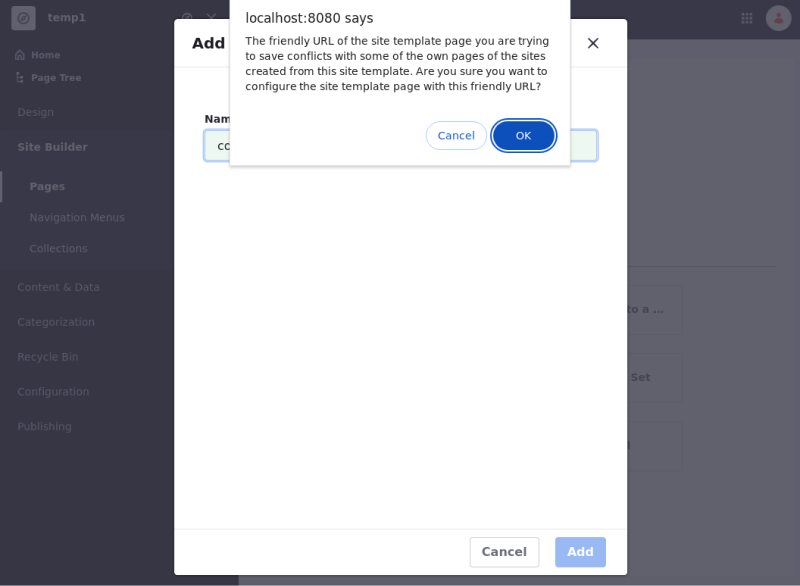 temp1
localhost:8080 says
The friendly URL of the site template page you are trying
to save conflicts with some of the own pages of the sites
created from this site template. Are you sure you want to
configure the site template page with this friendly URL?
Cancel
OK
Add
Home
Page Tree
Design
Site Builder
Pages
Navigation Menus
Collections
Content & Data
Categorization
Recycle Bin
Configuration
Publishing
to a ...
Set
Cancel
Add